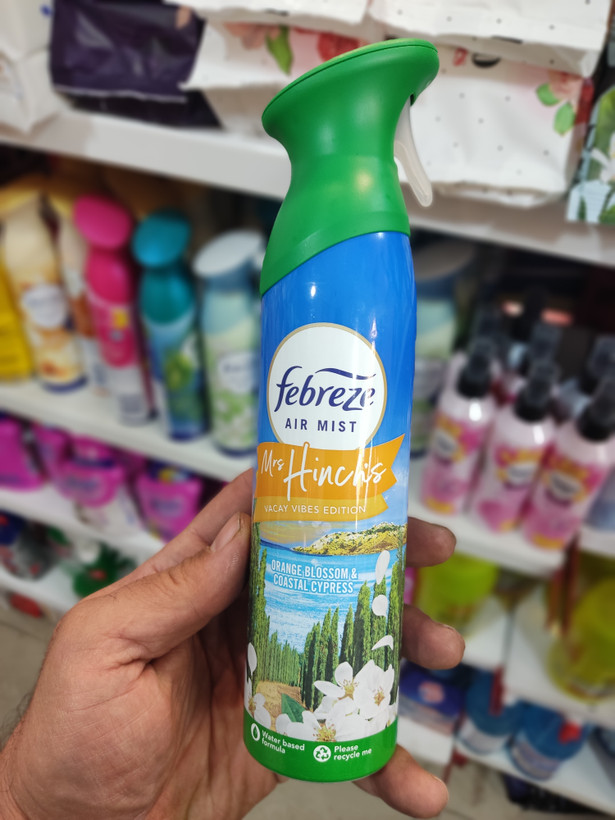 febreze
AIR MIST
Mrs
Hinch's
VACAY VIBES EDITION
ORANGE BLOSSOM &
COASTAL CYPRESS
Water based
formula
Please
recycle me